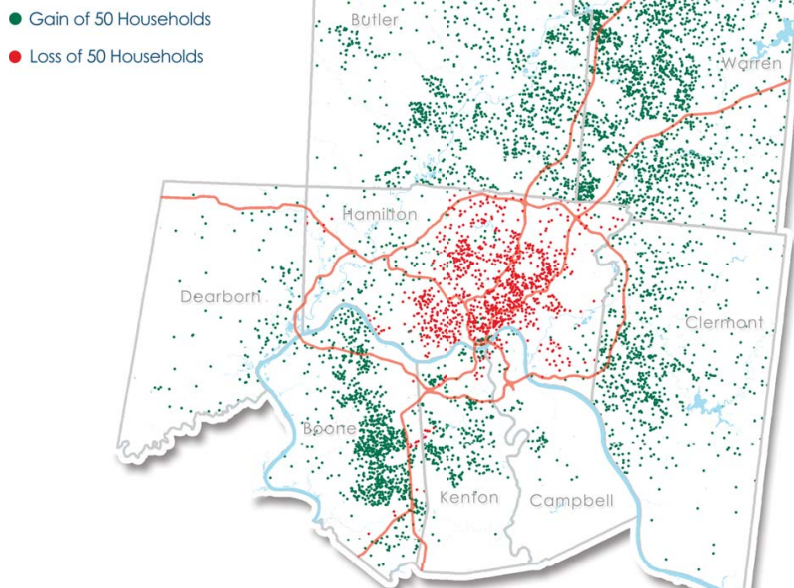 Gain of 50 Households
Loss of 50 Households
Butler
Warren
Hamilton
Dearborn
Clermont
Boone
Kenton
Campbell